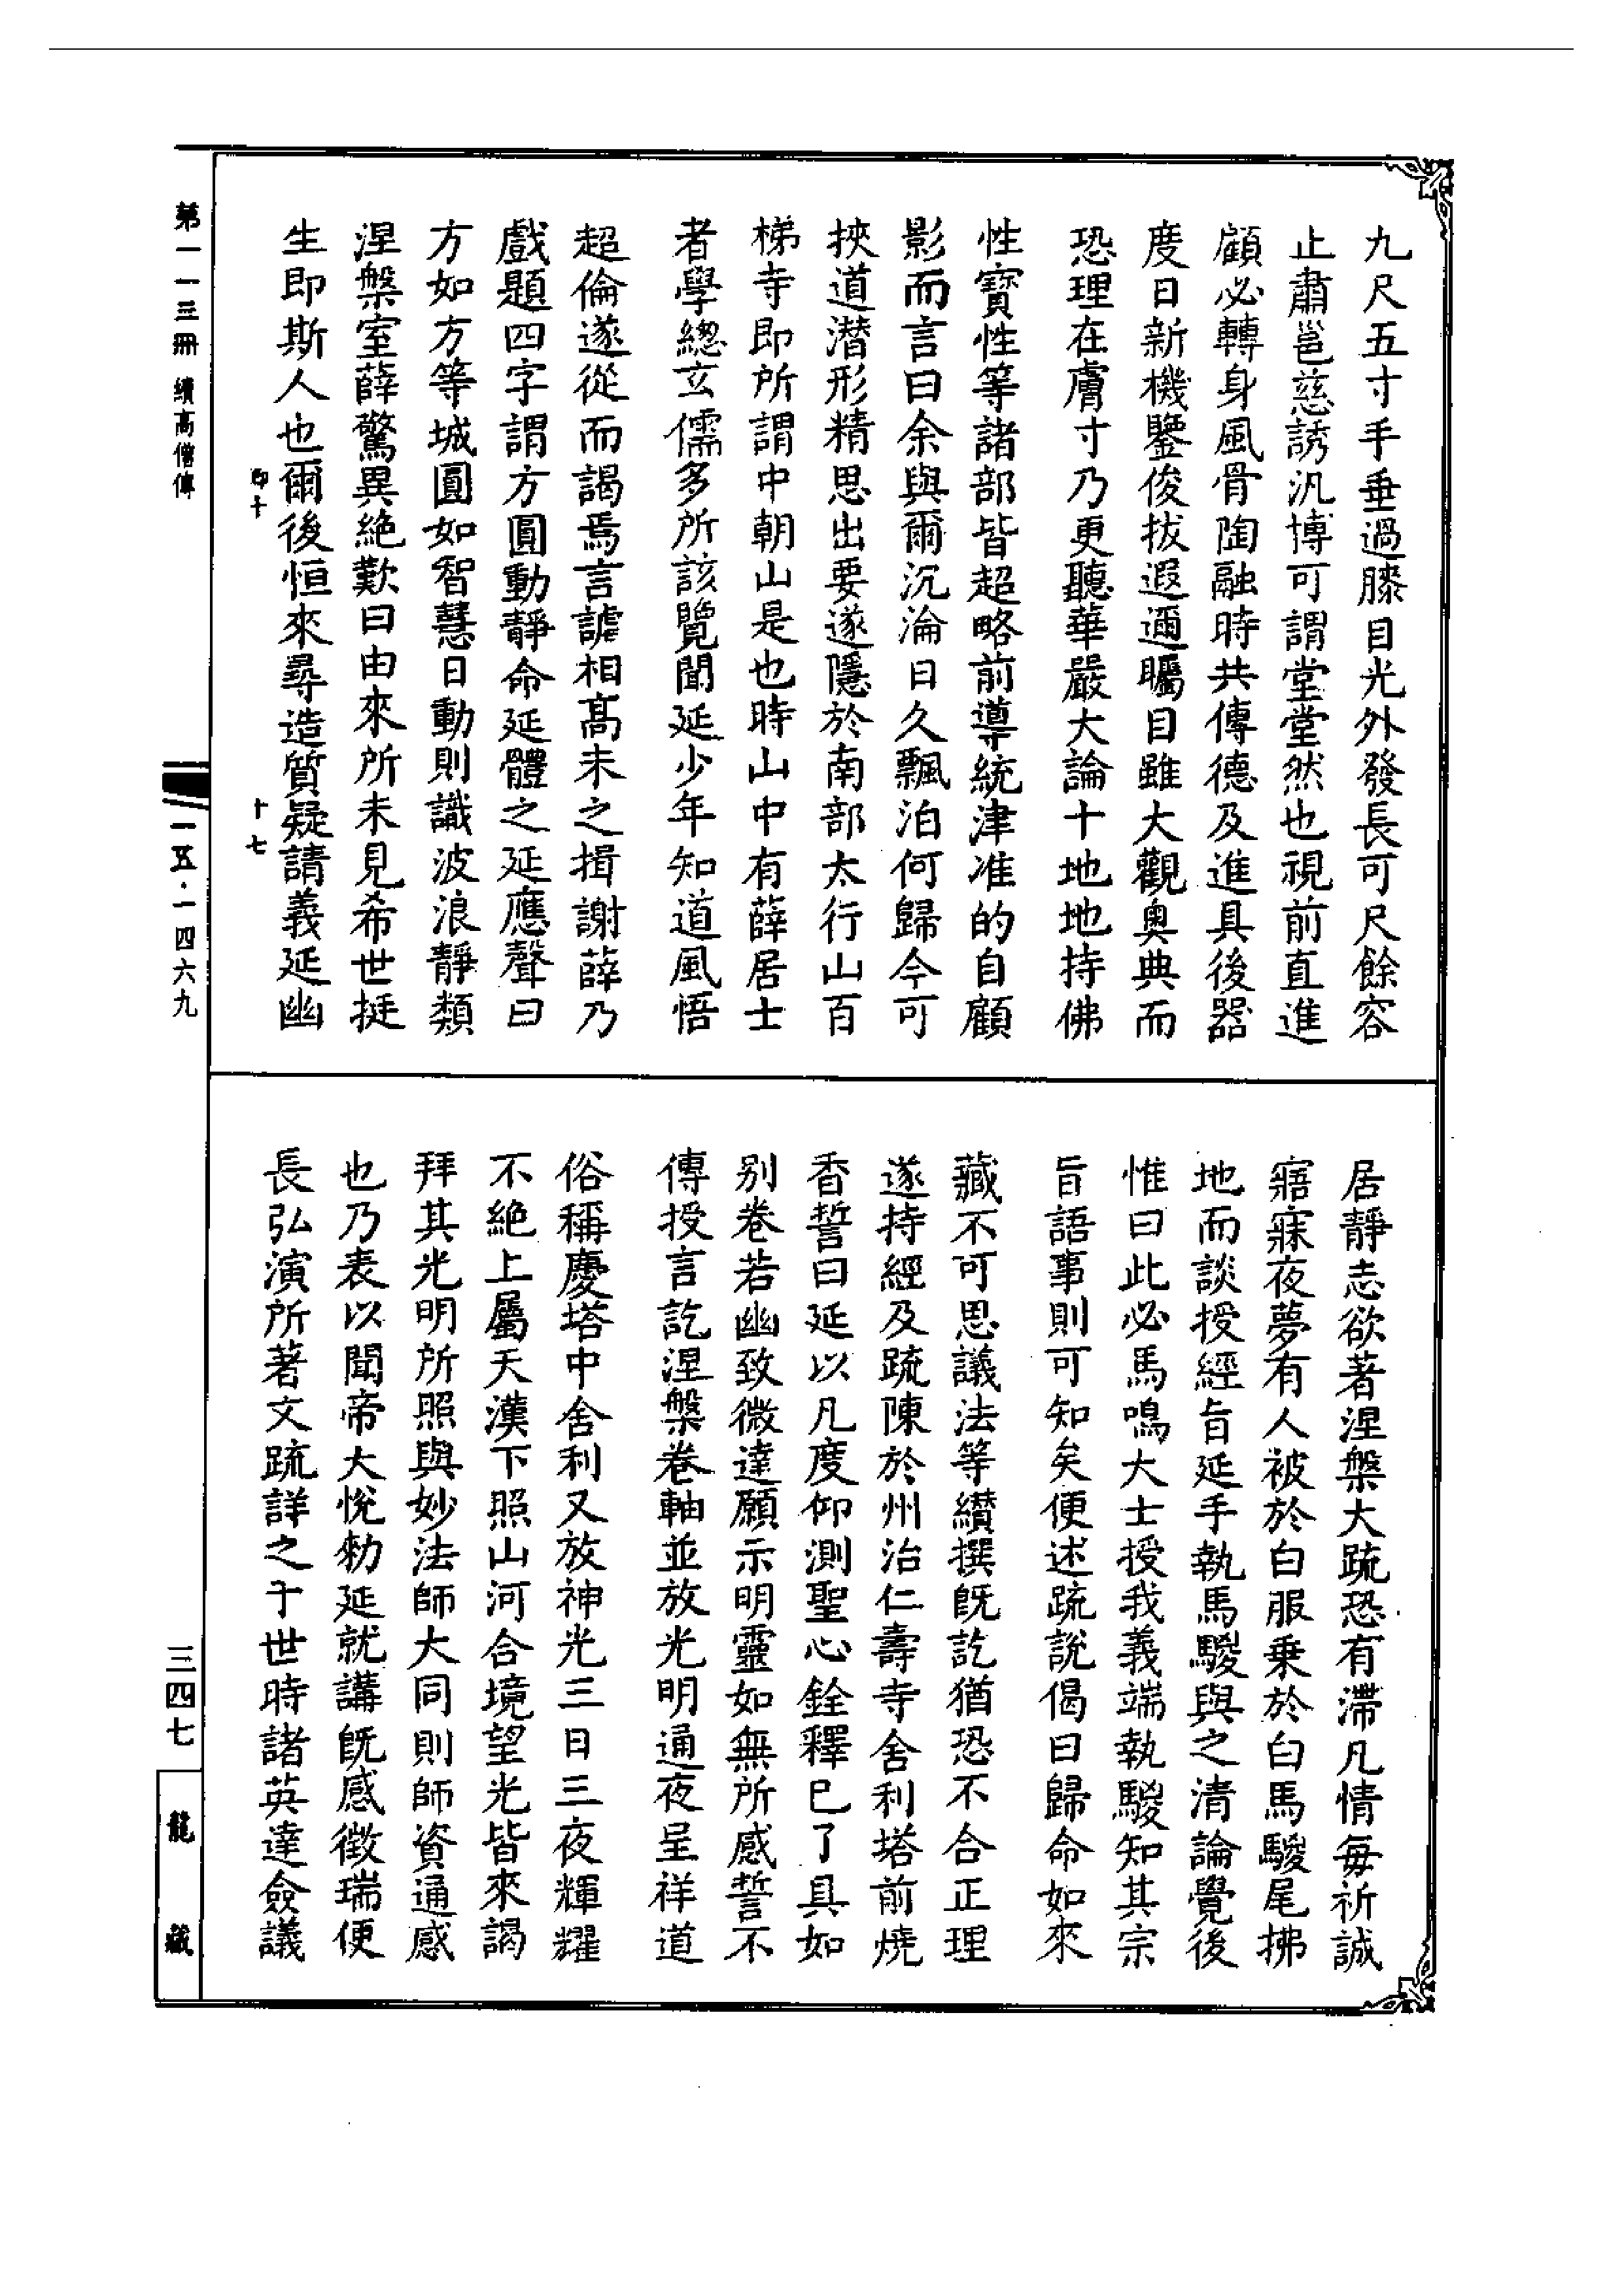 九尺五寸手垂過膝目光外發長可尺餘容
止肅邕慈誘汎博可謂堂堂然也視前直進
顧必轉身風骨陶融時共傳德及進具後器
度日新機鑒俊拔遐邇矚目雖大觀奧典而
恐理在膚寸乃更聽華嚴大論十地地持佛
性寶性等諸部皆超略前導統津准的自顧
影而言曰余與爾沉淪日久飄泊何歸今可
挾道潛形精思出要遂隱於南部太行山百
梯寺即所謂中朝山是也時山中有薛居士
者學總玄儒多所該覽聞延少年知道風悟
超倫遂從而謁焉言謔相高未之揖謝薛乃
戲題四字謂方圓動靜命延體之延應聲曰
方如方等城圓如智慧日動則識波浪靜類
涅槃室薛驚異絕歎曰由來所未見希世挺
生即斯人也爾後恒來尋造質疑請義延幽
居靜志欲著涅槃大疏恐有滯凡情每祈誠
寤寐夜夢有人被於白服乗於白馬騣尾拂
地而談授經旨延手執馬騣與之清論覺後
惟曰此必馬鳴大士授我義端執騣知其宗
旨語事則可知矣便述疏說偈曰歸命如來
藏不可思議法等纘撰既訖猶恐不合正理
遂持經及疏陳於州治仁壽寺舍利塔前燒
香誓曰延以凡度仰測聖心銓釋已了具如
別卷若幽致微達願示明靈如無所感誓不
傳授言訖涅槃卷軸並放光明通夜呈祥道
俗稱慶塔中舍利又放神光三日三夜輝耀
不絕上屬天漢下照山河合境望光皆來謁
拜其光明所照與妙法師大同則師資通感
也乃表以聞帝大悅勑延就講既感徵瑞便
長弘演所著文疏詳之于世時諸英達僉議
第一一三冊 續高僧傳
印十
十七
一五·一四六九
三四七
龍藏